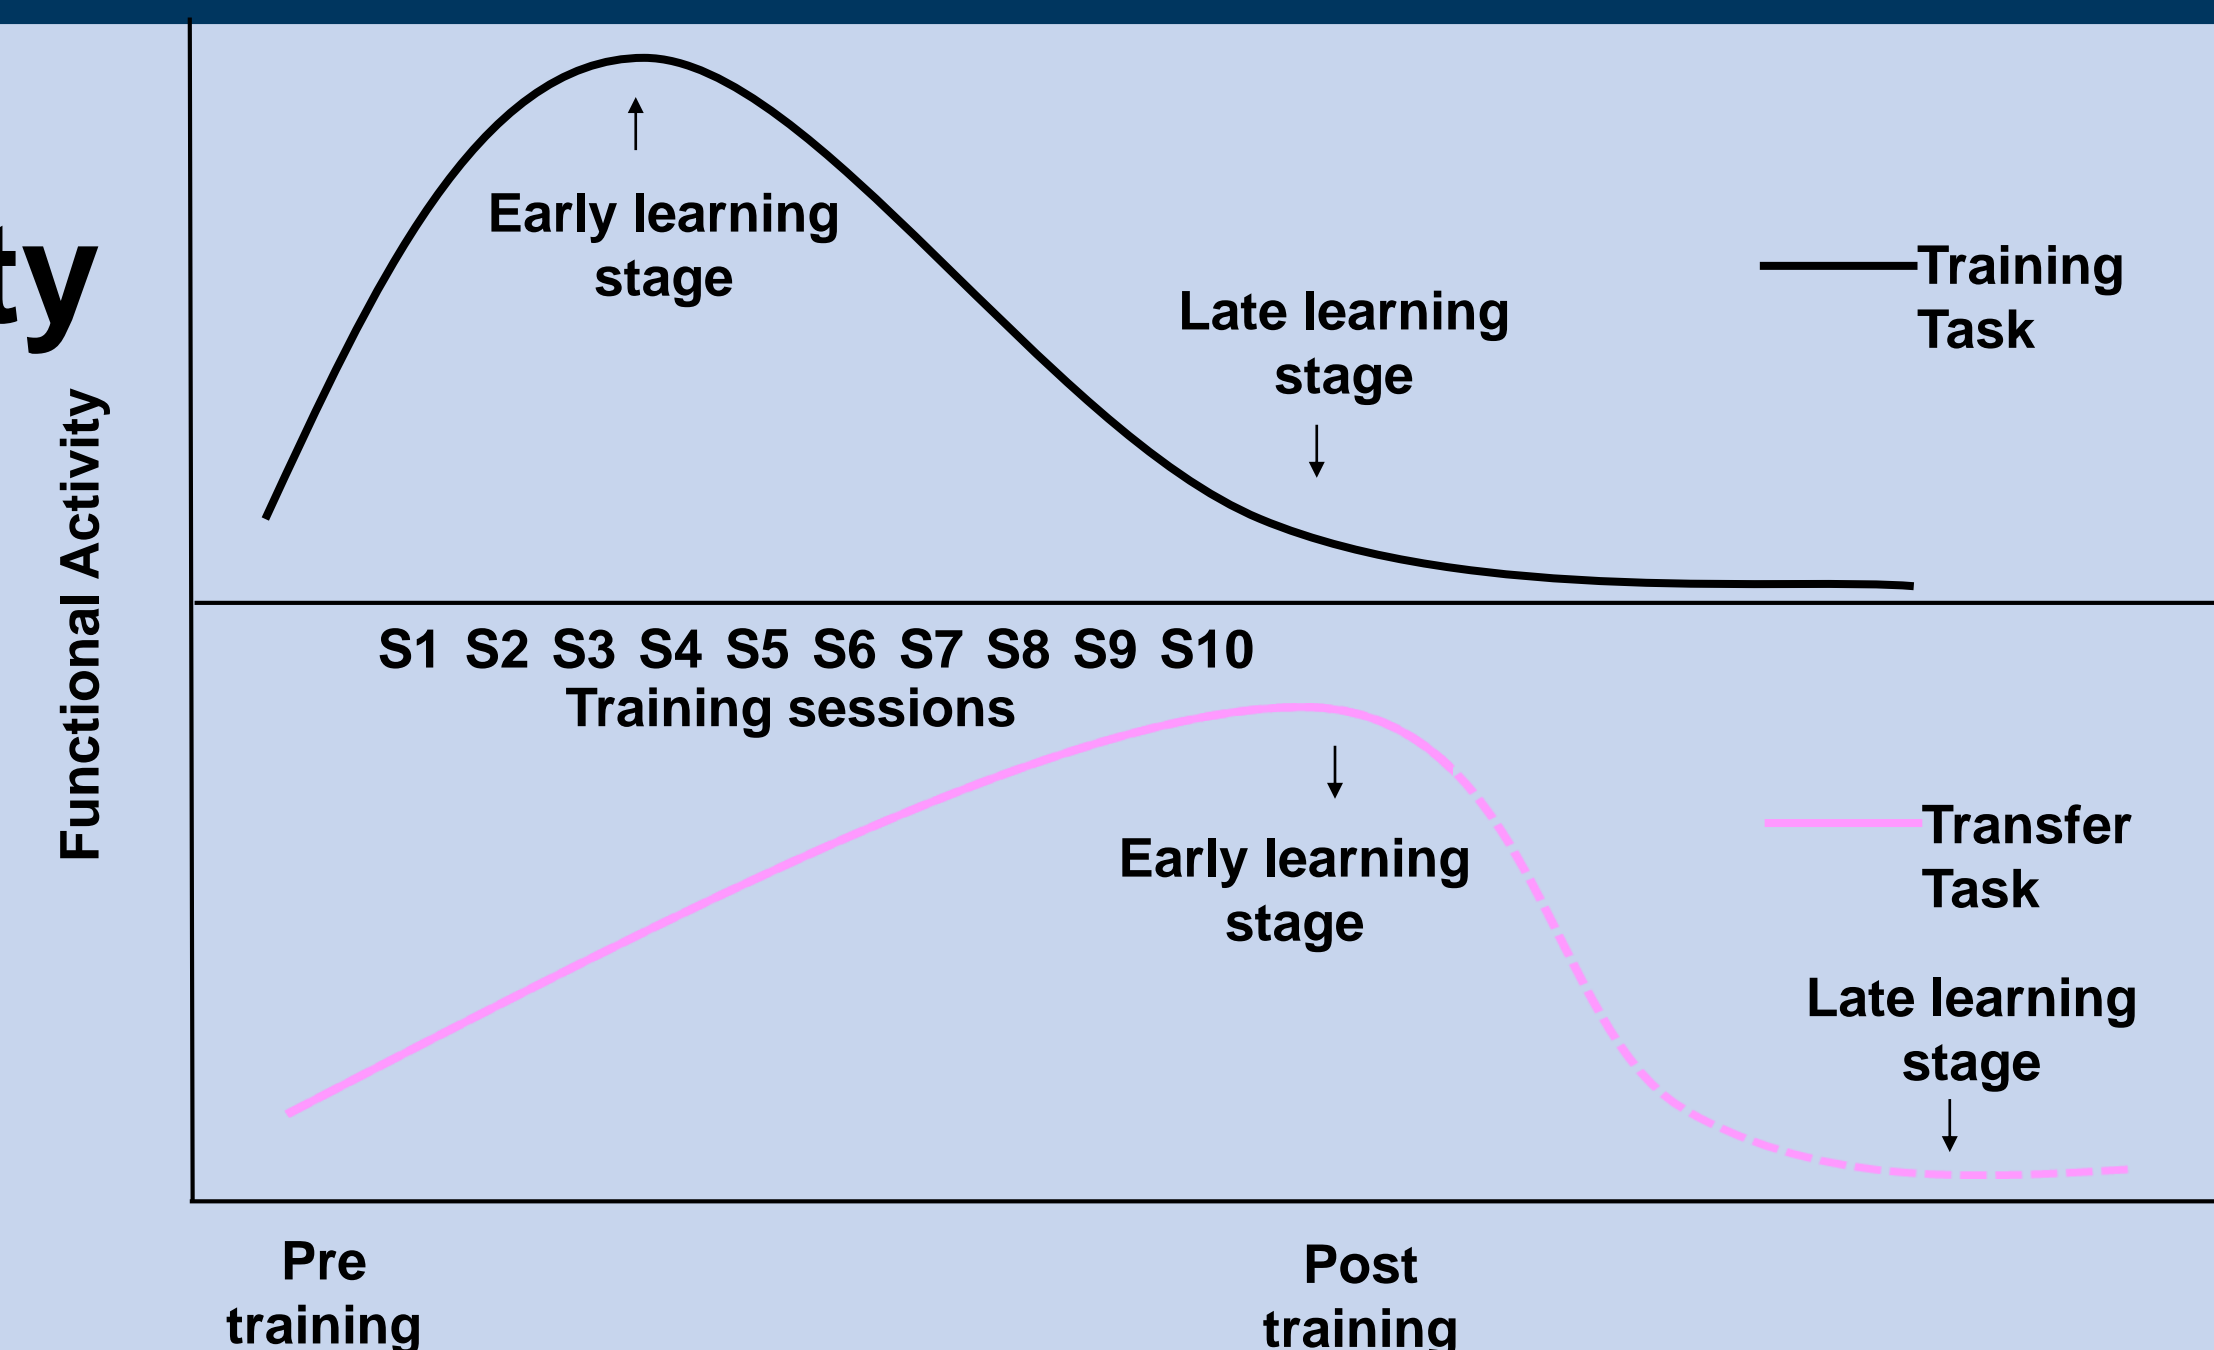 ty
Functional Activity
Early learning
stage
Late learning
stage
Training
Task
S1 S2 S3 S4 S5 S6 S7 S8 S9 S10
Training sessions
Early learning
stage
Transfer
Task
Late learning
stage
Pre
training
Post
training